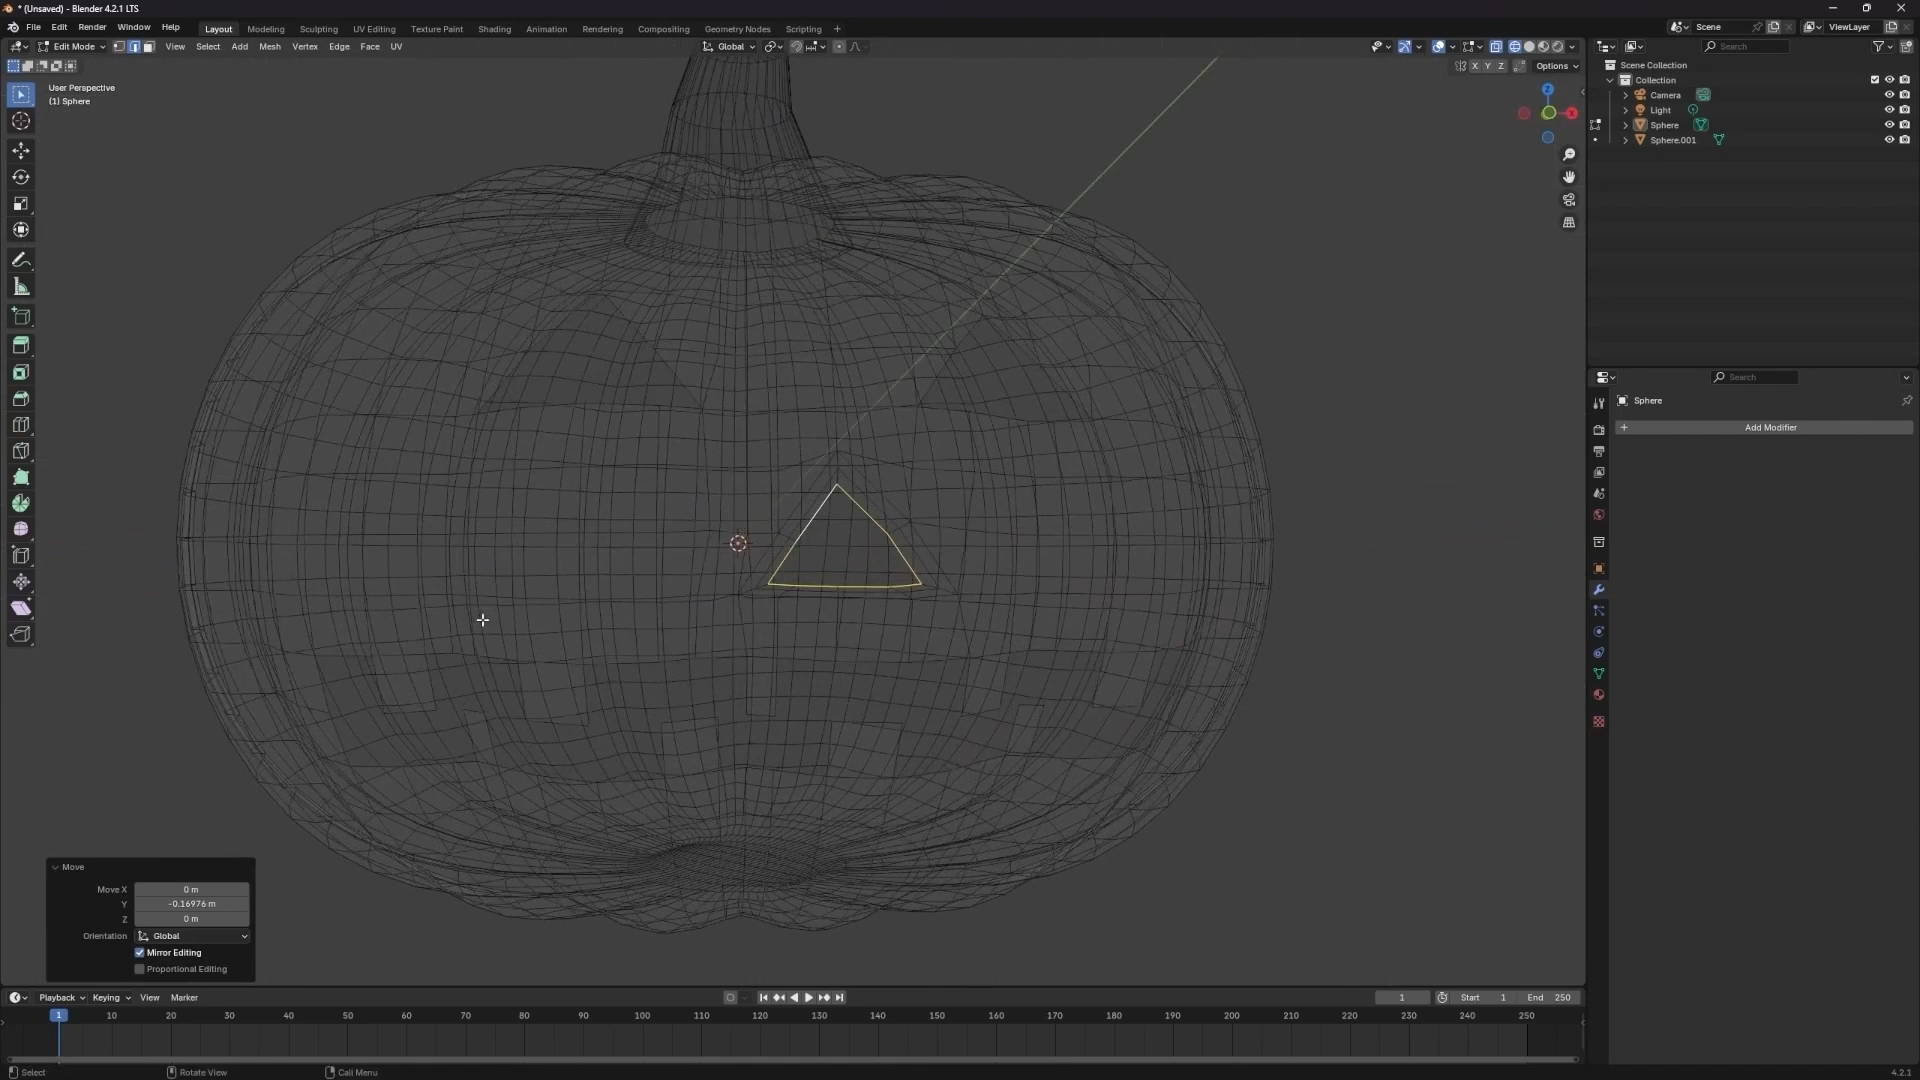 * (Unsaved) - Blender 4.2.1 LTS
File Edit Render Window Help Layout Modeling Sculpting UV Editing Texture Paint Shading Animation Rendering Compositing Geometry Nodes Scripting + Scene ViewLayer
Edit Mode View Select Add Mesh Vertex Edge Face UV Global Search
X Y Z Options
User Perspective
(1) Sphere
Z
X
Scene Collection
Collection
Camera
Light
Sphere
Sphere.001
Search
Sphere
+ Add Modifier
Move
Move X 0 m
Y -0.16976 m
Z 0 m
Orientation Global
Mirror Editing
Proportional Editing
Playback Keying View Marker 1 Start 1 End 250
1 10 20 30 40 50 60 70 80 90 100 110 120 130 140 150 160 170 180 190 200 210 220 230 240 250
Select Rotate View Call Menu 4.2.1